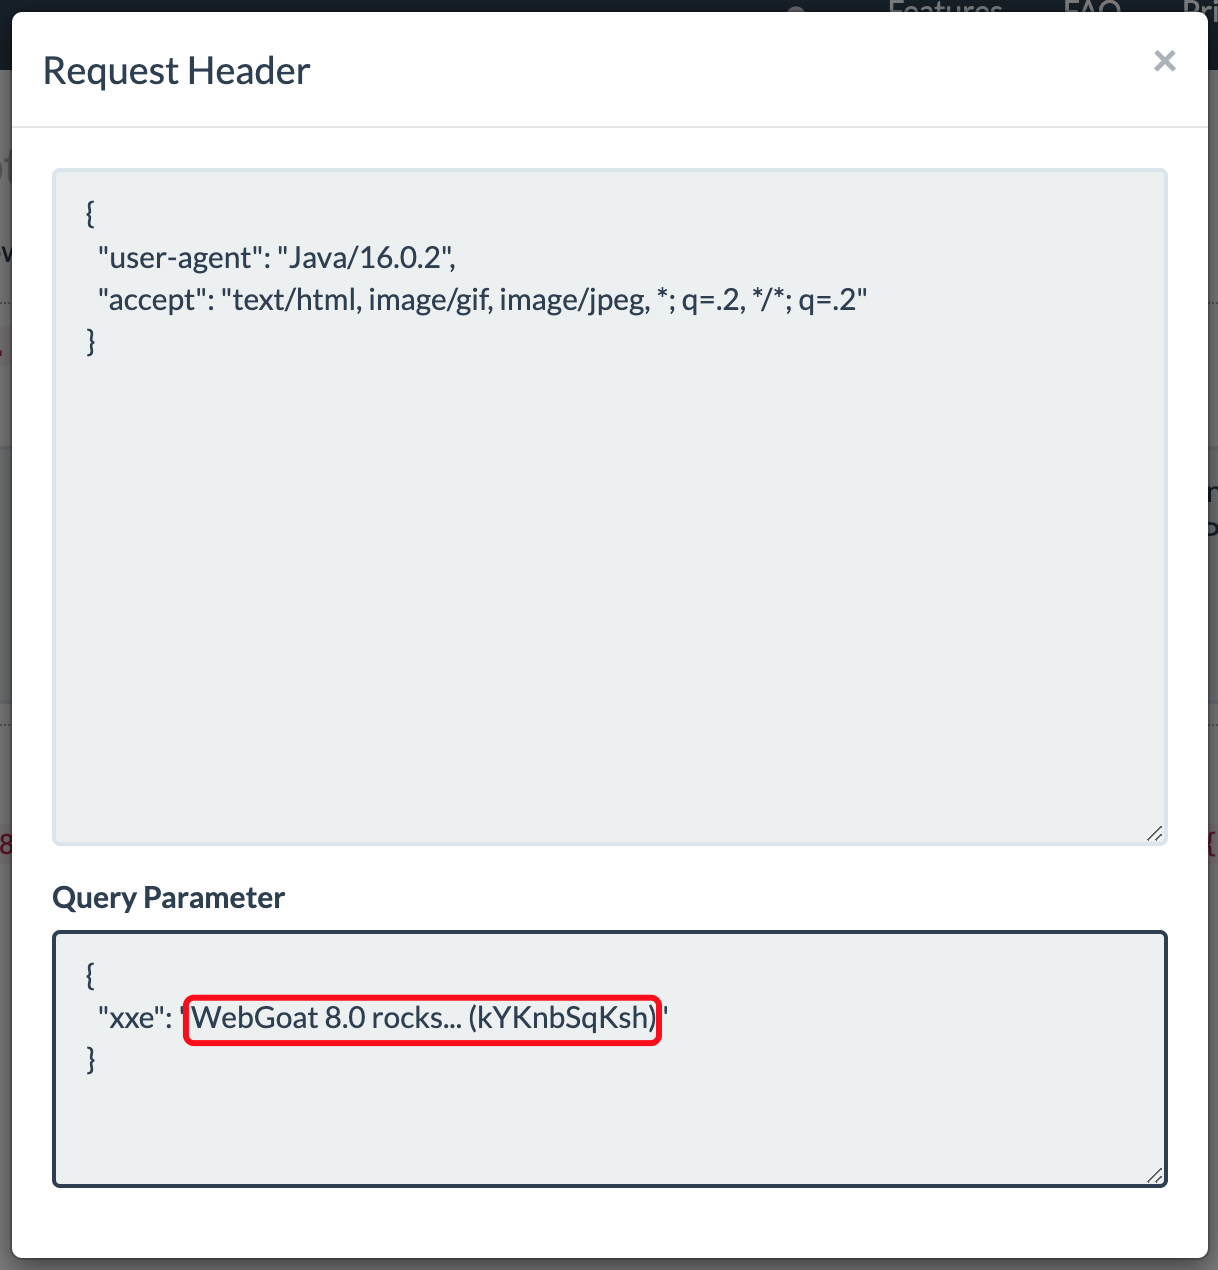 Features FAQ Pri
Request Header
×
{
"user-agent": "Java/16.0.2",
"accept": "text/html, image/gif, image/jpeg, *; q=.2, */*; q=.2"
}
Query Parameter
{
"xxe": "WebGoat 8.0 rocks... (kYKnbSqKsh)"
}